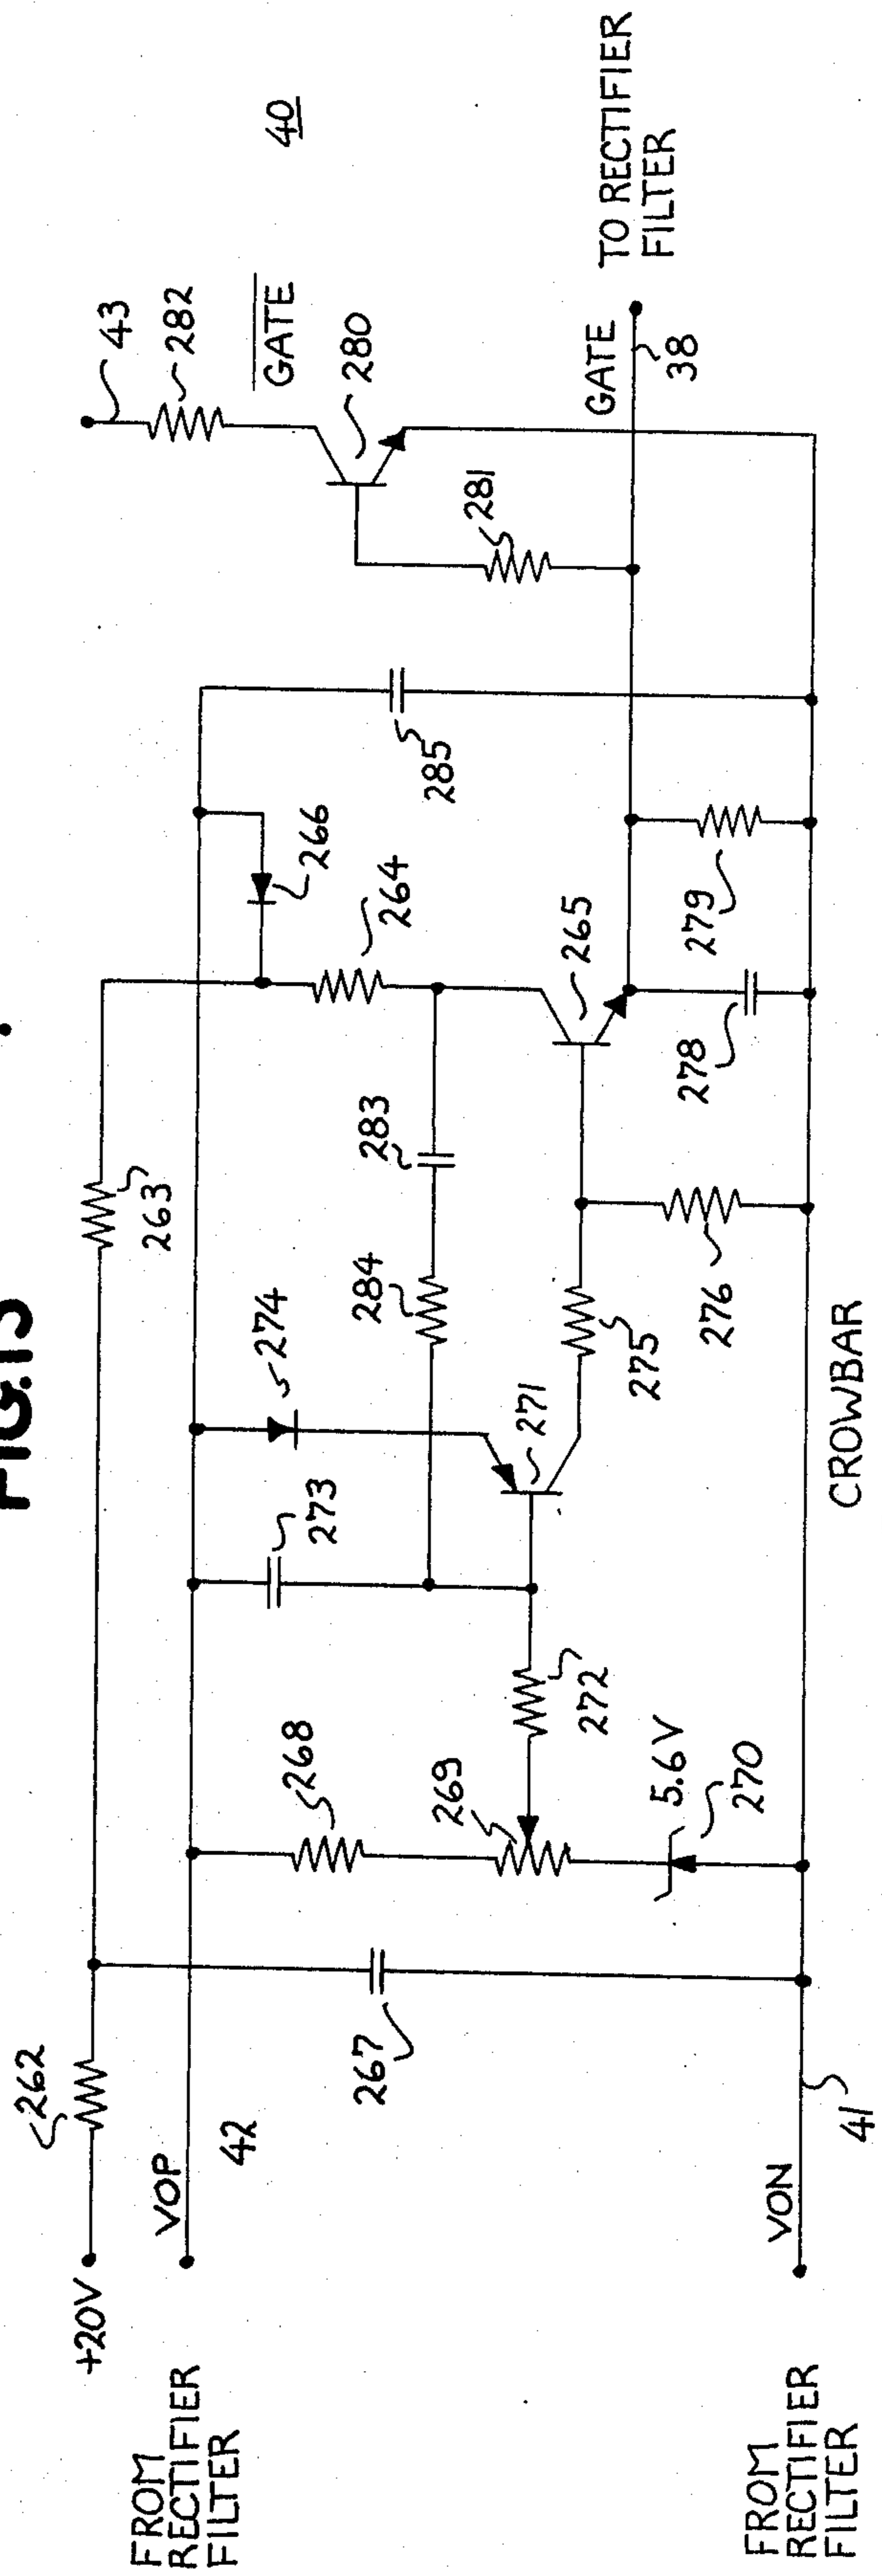 FIG.13
+20V
262
263
43
282
GATE
280
40
FROM
RECTIFIER
FILTER
VOP
42
267
268
269
5.6V
270
272
273
274
271
284
283
275
276
266
264
265
278
279
285
281
GATE
38
TO RECTIFIER
FILTER
FROM
RECTIFIER
FILTER
VON
41
CROWBAR